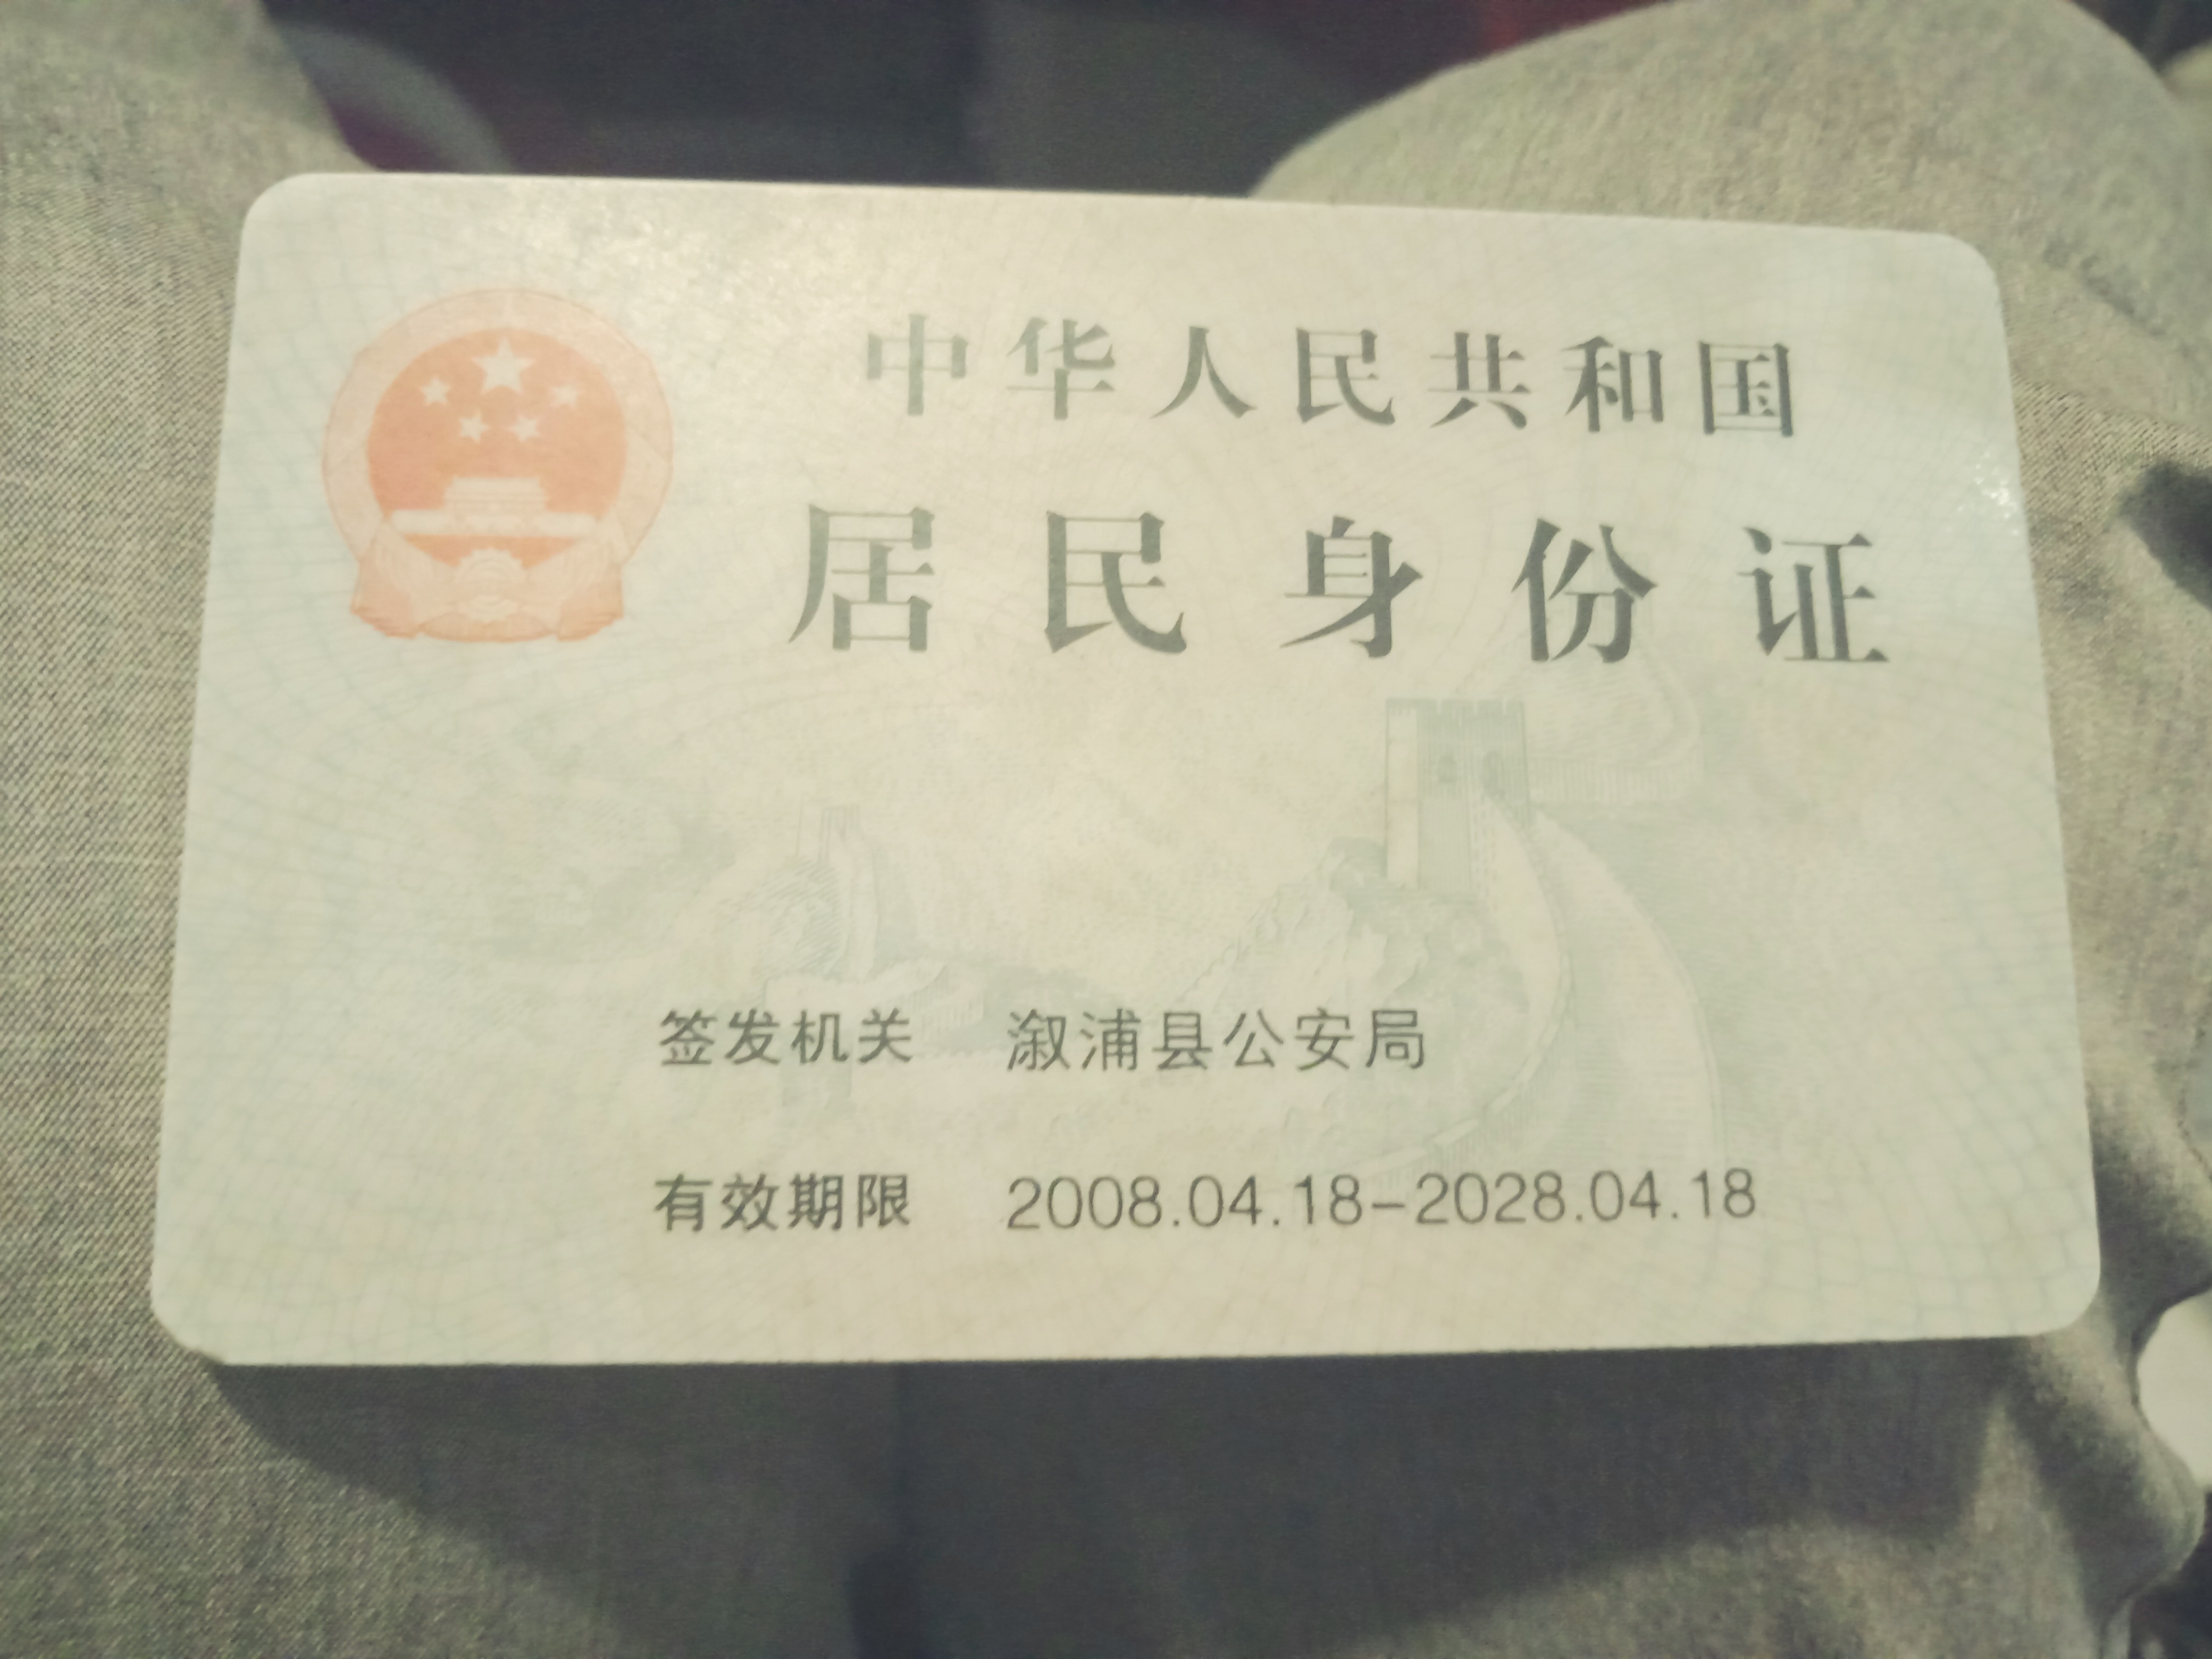 中华人民共和国
居民身份证
签发机关 溆浦县公安局
有效期限 2008.04.18-2028.04.18